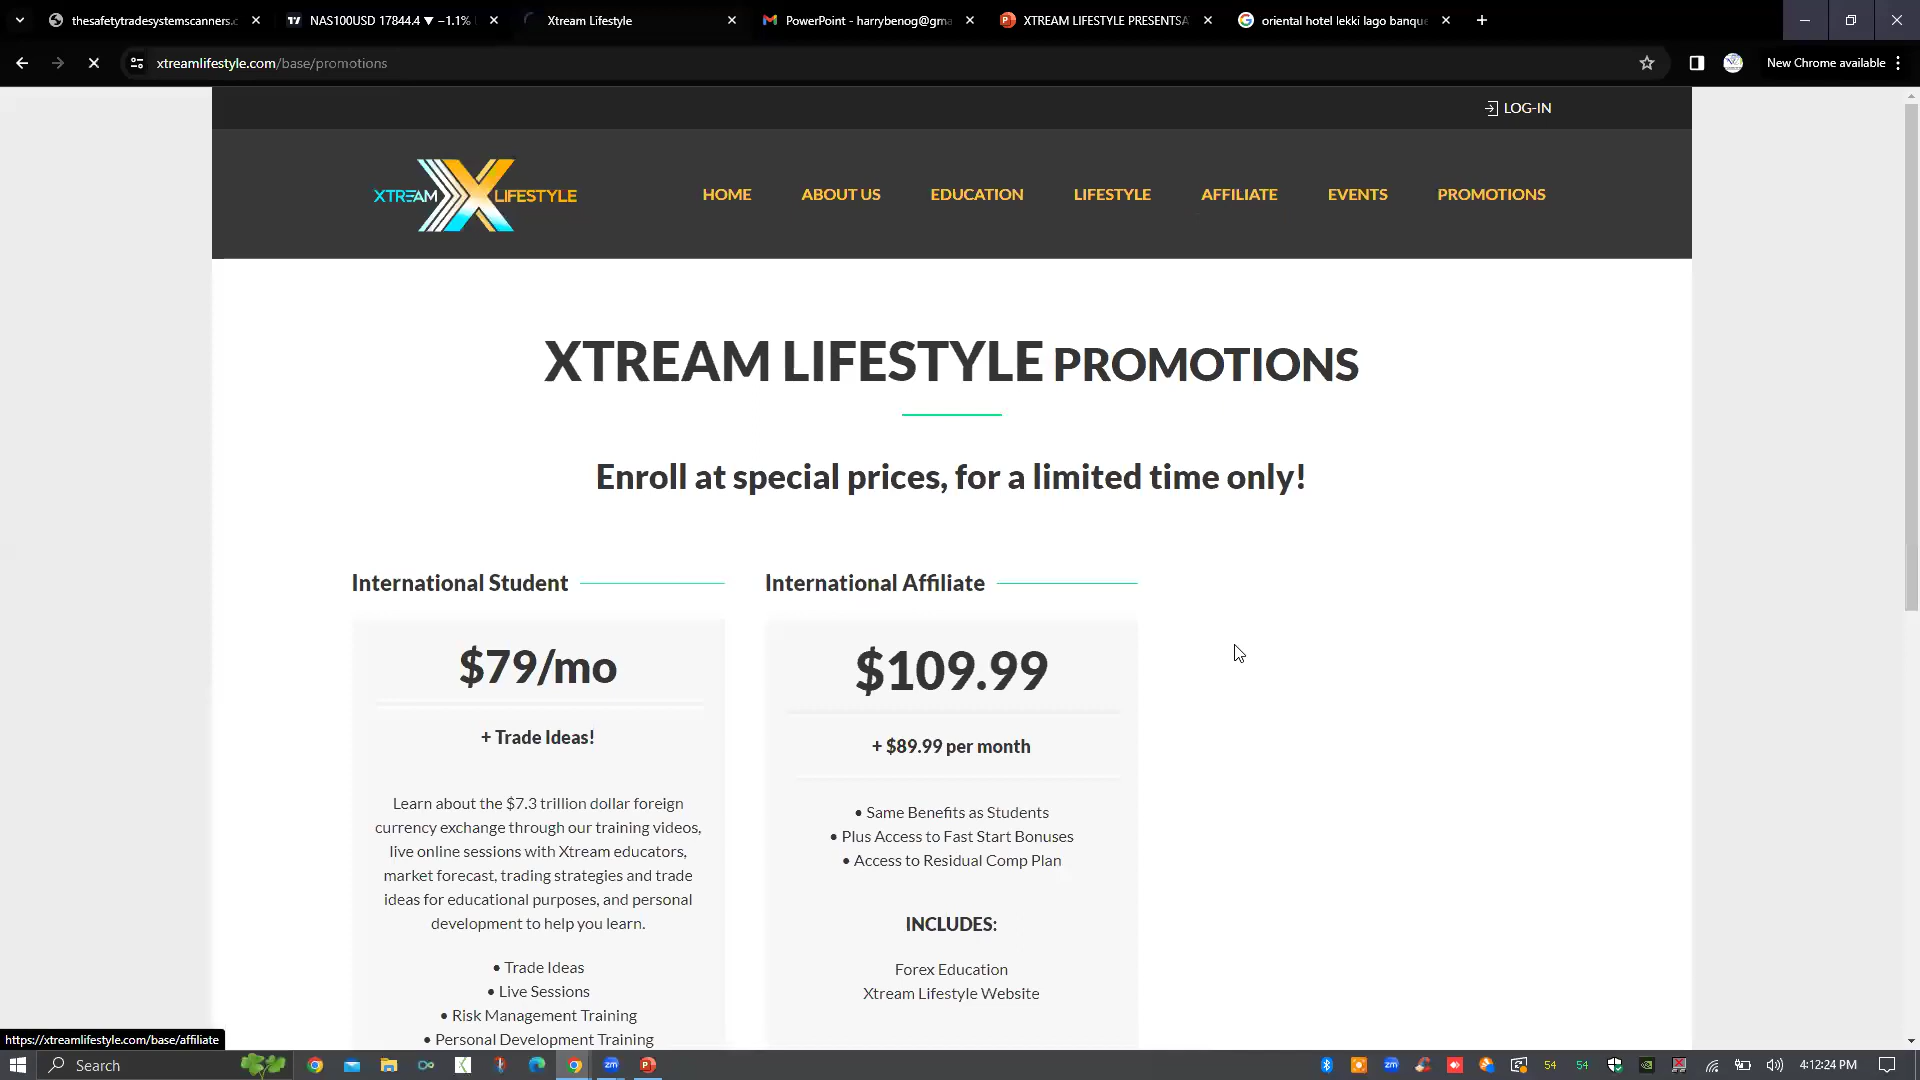 thesafetytradesystemscanners.c
NAS100USD 17844.4 ▼ −1.1%
Xtream Lifestyle
PowerPoint - harrybenog@gma
XTREAM LIFESTYLE PRESENTSA
oriental hotel lekki lago banque
xtreamlifestyle.com/base/promotions
New Chrome available
LOG-IN
XTREAM LIFESTYLE
HOME
ABOUT US
EDUCATION
LIFESTYLE
AFFILIATE
EVENTS
PROMOTIONS
XTREAM LIFESTYLE PROMOTIONS
Enroll at special prices, for a limited time only!
International Student
$79/mo
+ Trade Ideas!
Learn about the $7.3 trillion dollar foreign
currency exchange through our training videos,
live online sessions with Xtream educators,
market forecast, trading strategies and trade
ideas for educational purposes, and personal
development to help you learn.
• Trade Ideas
• Live Sessions
• Risk Management Training
• Personal Development Training
International Affiliate
$109.99
+ $89.99 per month
• Same Benefits as Students
• Plus Access to Fast Start Bonuses
• Access to Residual Comp Plan
INCLUDES:
Forex Education
Xtream Lifestyle Website
https://xtreamlifestyle.com/base/affiliate
Search
zm
zm
54
54
4:12:24 PM